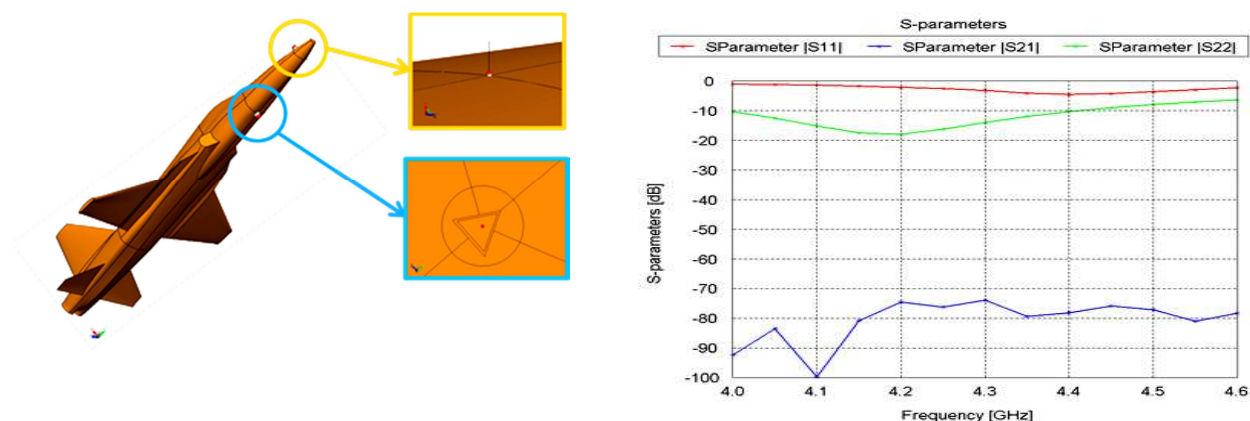 S-parameters
SParameter |S11| SParameter |S21| SParameter |S22|
S-parameters [dB]
0
-10
-20
-30
-40
-50
-60
-70
-80
-90
-100
4.0 4.1 4.2 4.3 4.4 4.5 4.6
Frequency [GHz]